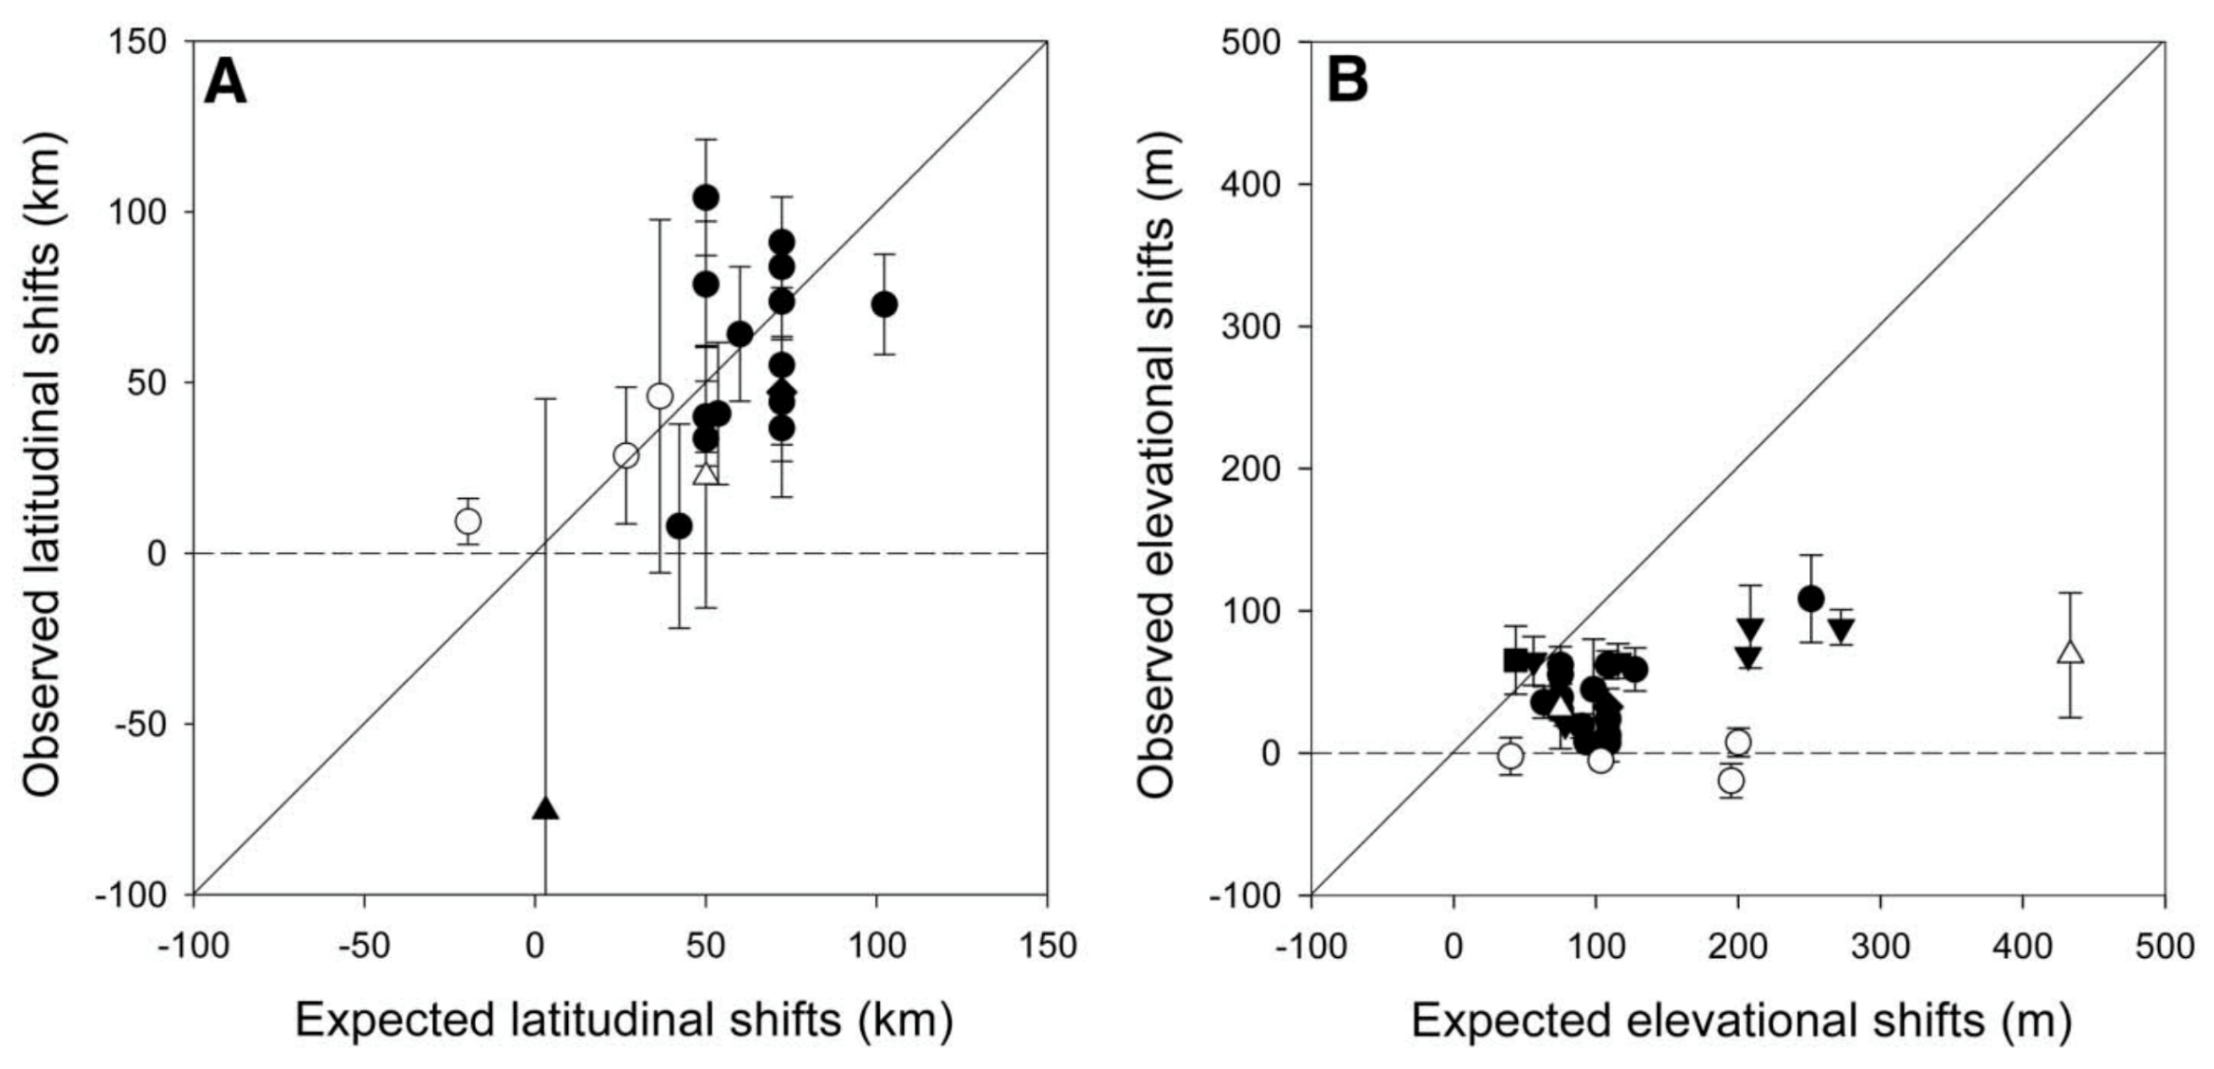 A
Observed latitudinal shifts (km)
150
100
50
0
-50
-100
-100 -50 0 50 100 150
Expected latitudinal shifts (km)
B
Observed elevational shifts (m)
500
400
300
200
100
0
-100
-100 0 100 200 300 400 500
Expected elevational shifts (m)